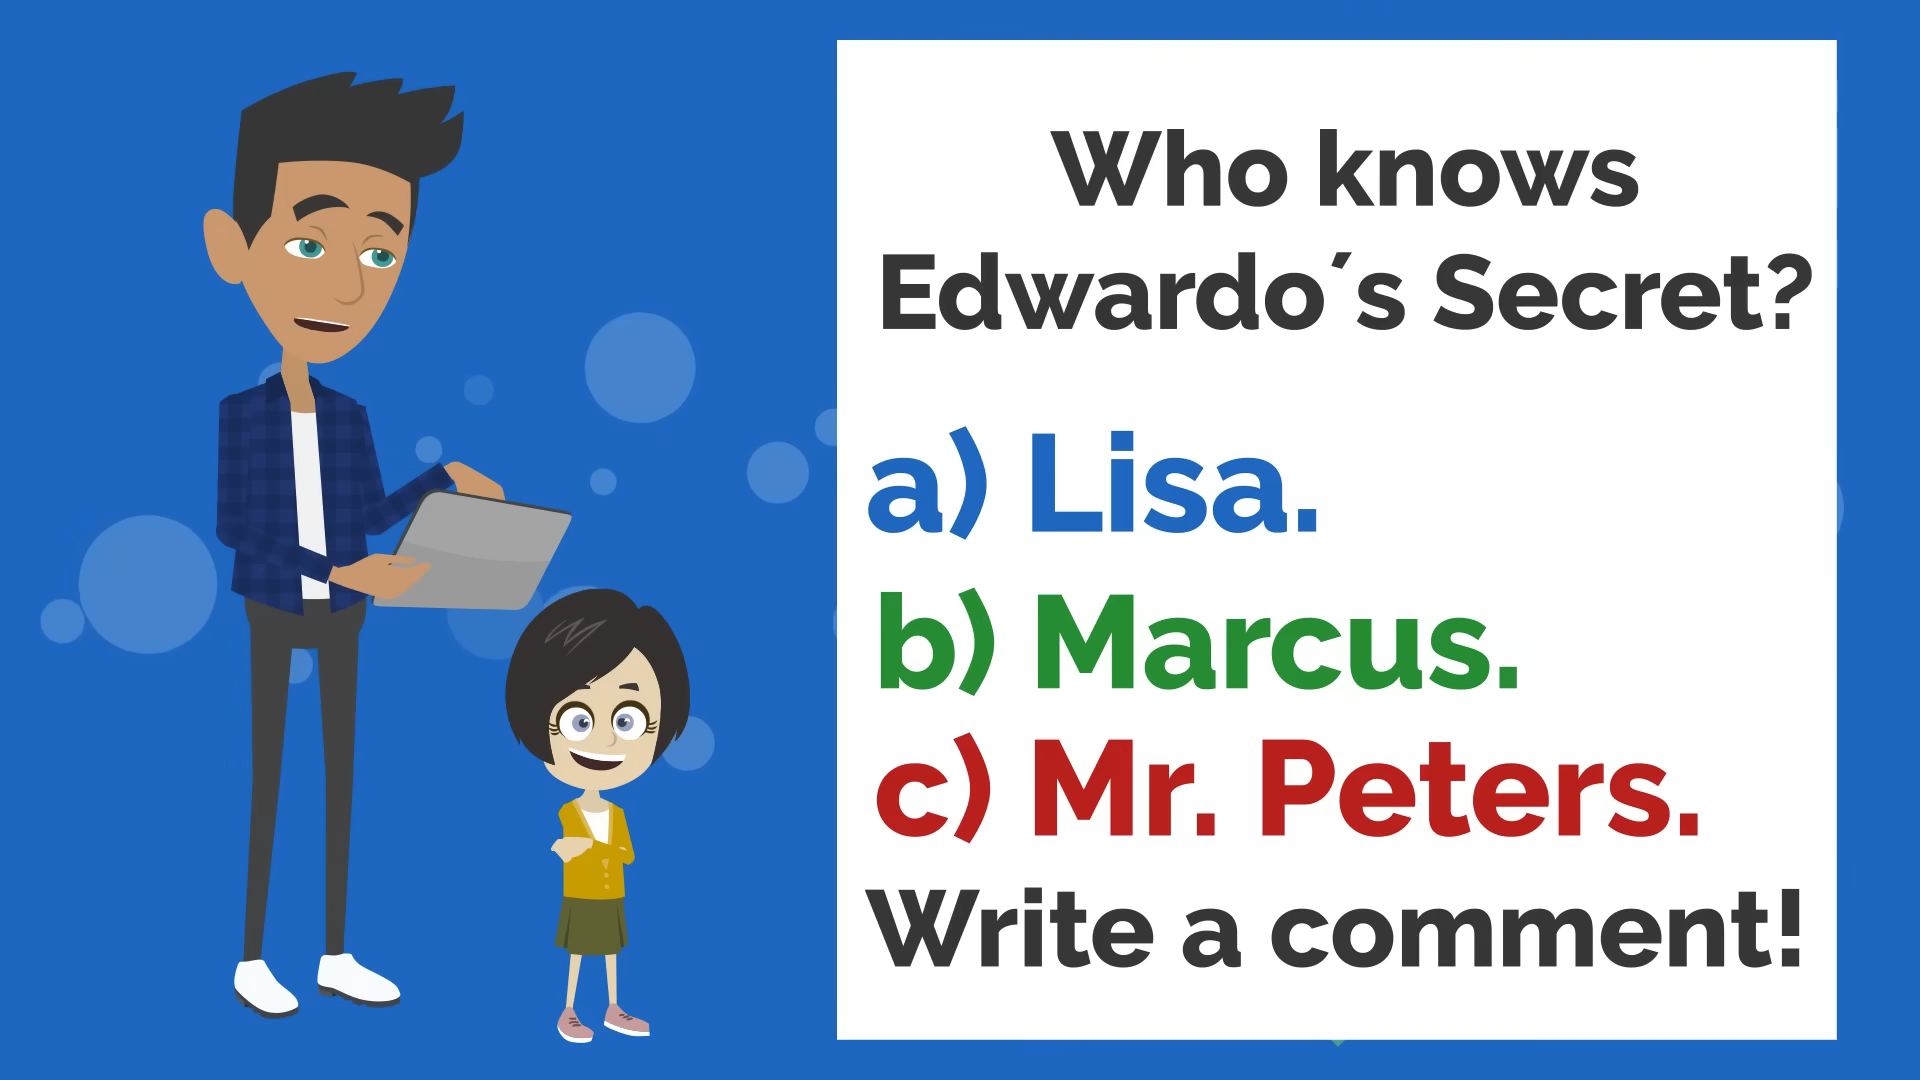 Who knows
Edwardo´s Secret?
a) Lisa.
b) Marcus.
c) Mr. Peters.
Write a comment!